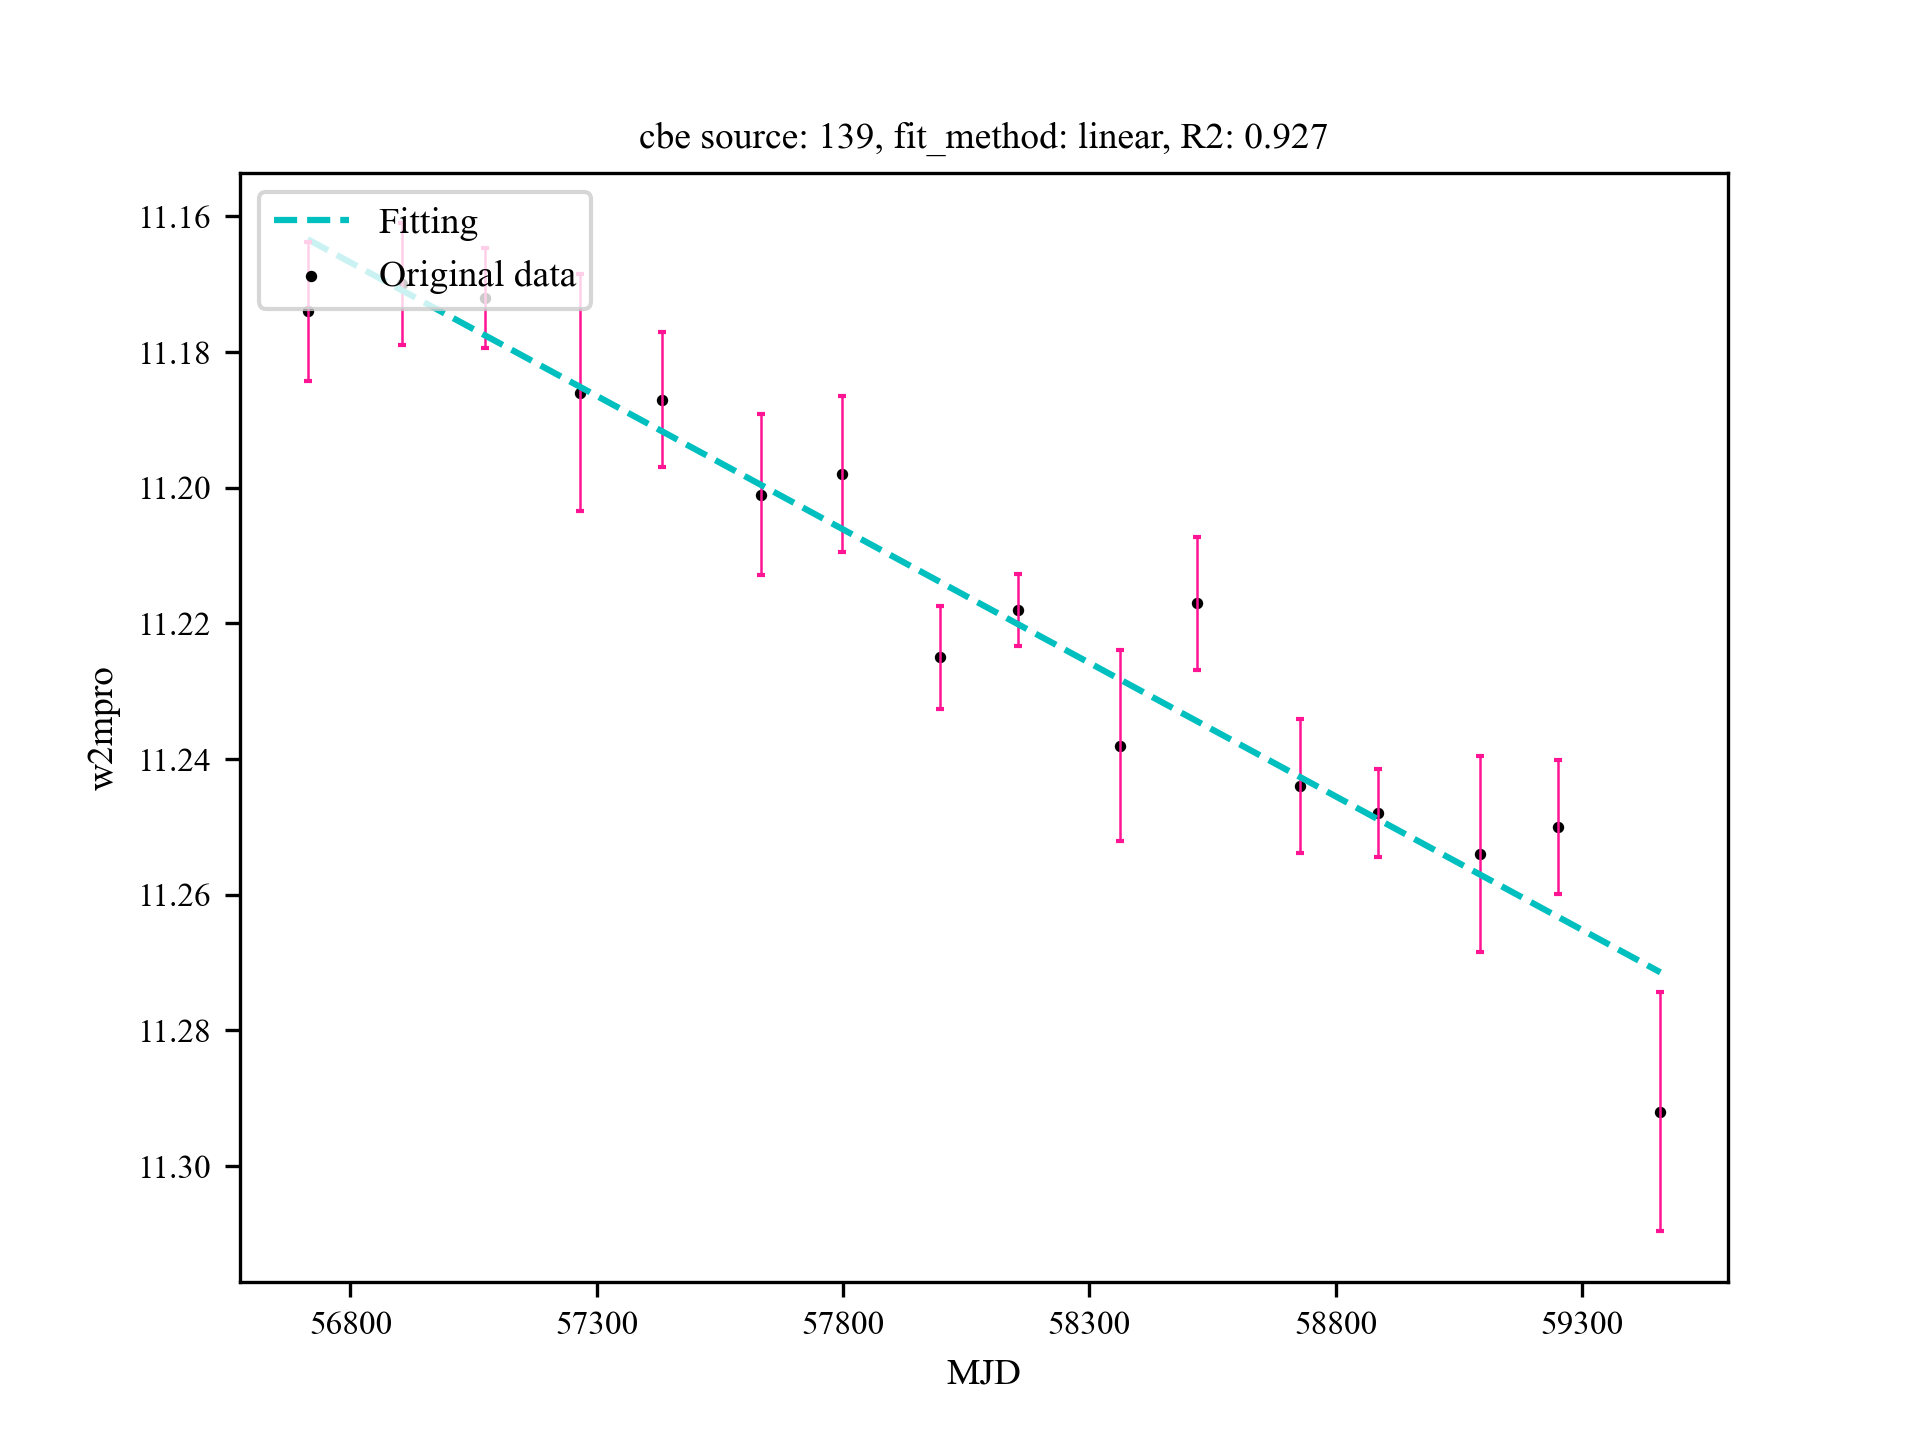 cbe source: 139, fit_method: linear, R2: 0.927
Fitting
Original data
11.16
11.18
11.20
11.22
11.24
11.26
11.28
11.30
w2mpro
56800 57300 57800 58300 58800 59300
MJD